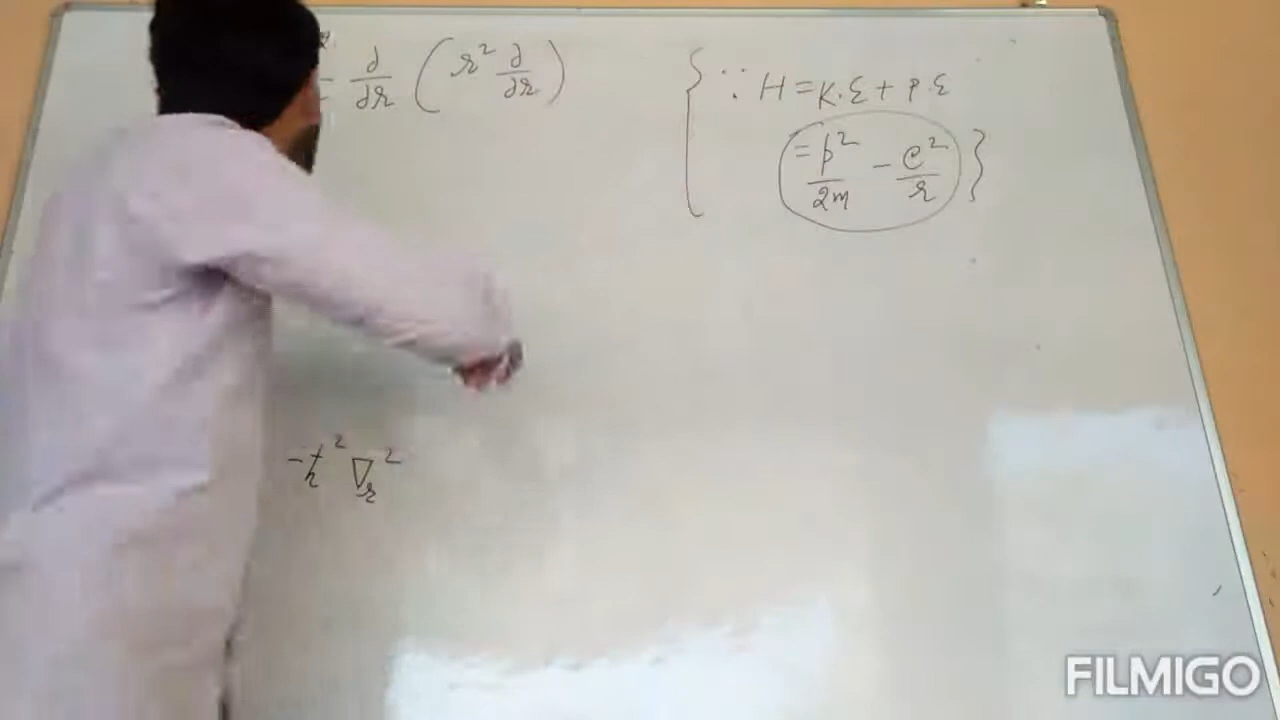 = ∂/∂r ( r² ∂/∂r )
{ ∵ H = K.E + P.E
= p²/2m − e²/r }
−ħ² ∇r²
FILMIGO